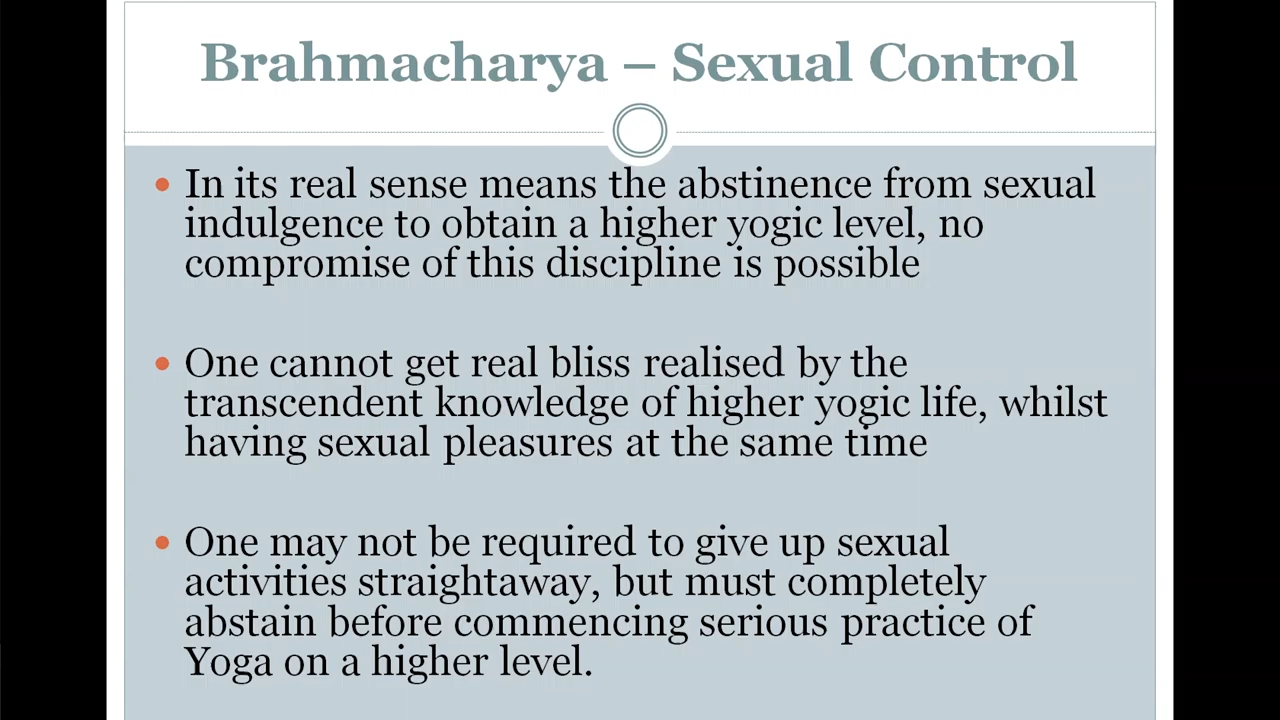 Brahmacharya – Sexual Control
• In its real sense means the abstinence from sexual
indulgence to obtain a higher yogic level, no
compromise of this discipline is possible
• One cannot get real bliss realised by the
transcendent knowledge of higher yogic life, whilst
having sexual pleasures at the same time
• One may not be required to give up sexual
activities straightaway, but must completely
abstain before commencing serious practice of
Yoga on a higher level.